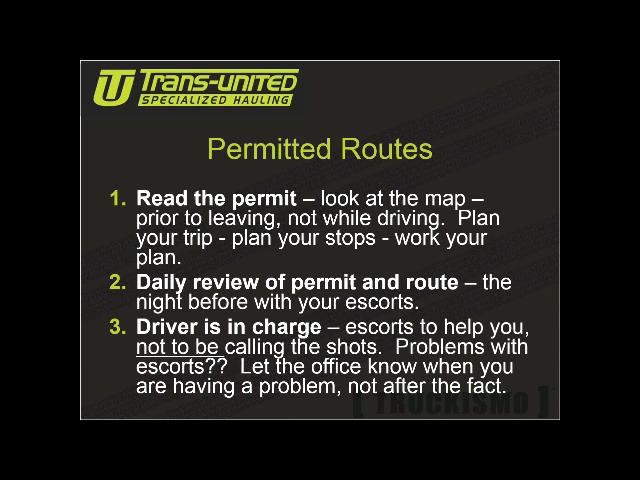 Trans-United
SPECIALIZED HAULING
Permitted Routes
1. Read the permit – look at the map –
prior to leaving, not while driving. Plan
your trip - plan your stops - work your
plan.
2. Daily review of permit and route – the
night before with your escorts.
3. Driver is in charge – escorts to help you,
not to be calling the shots. Problems with
escorts?? Let the office know when you
are having a problem, not after the fact.
[ TRUCKISMO ]